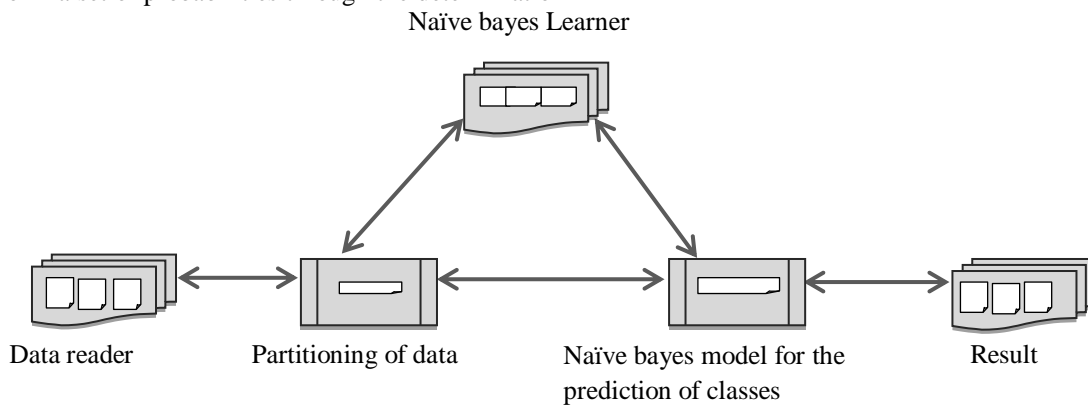 Naïve bayes Learner
Data reader
Partitioning of data
Naïve bayes model for the
prediction of classes
Result